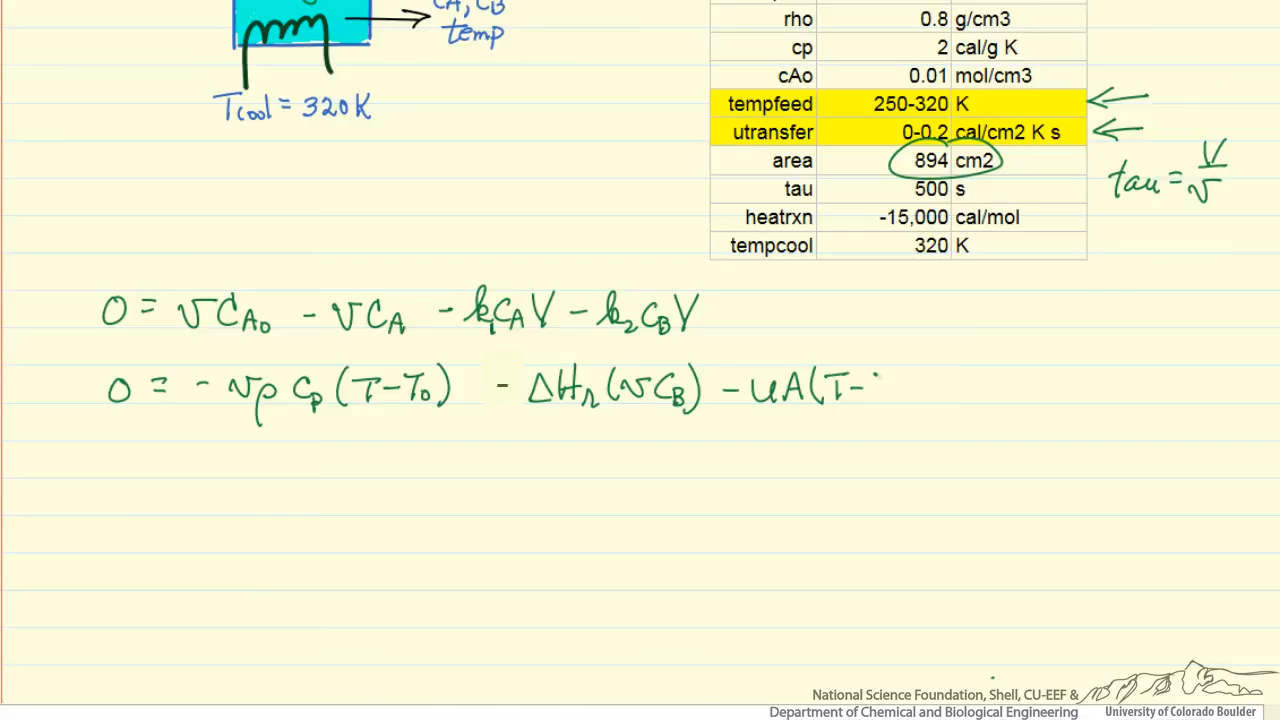 CA, CB
temp
Tcool = 320K
rho 0.8 g/cm3
cp 2 cal/g K
cAo 0.01 mol/cm3
tempfeed 250-320 K
utransfer 0-0.2 cal/cm2 K s
area 894 cm2
tau 500 s
heatrxn -15,000 cal/mol
tempcool 320 K
tau = V/v
0 = vCAo - vCA - k1CAV - k2CBV
0 = - vρ Cp (T-To) - ΔHr(vCB) - UA(T-
National Science Foundation, Shell, CU-EEF &
Department of Chemical and Biological Engineering
University of Colorado Boulder